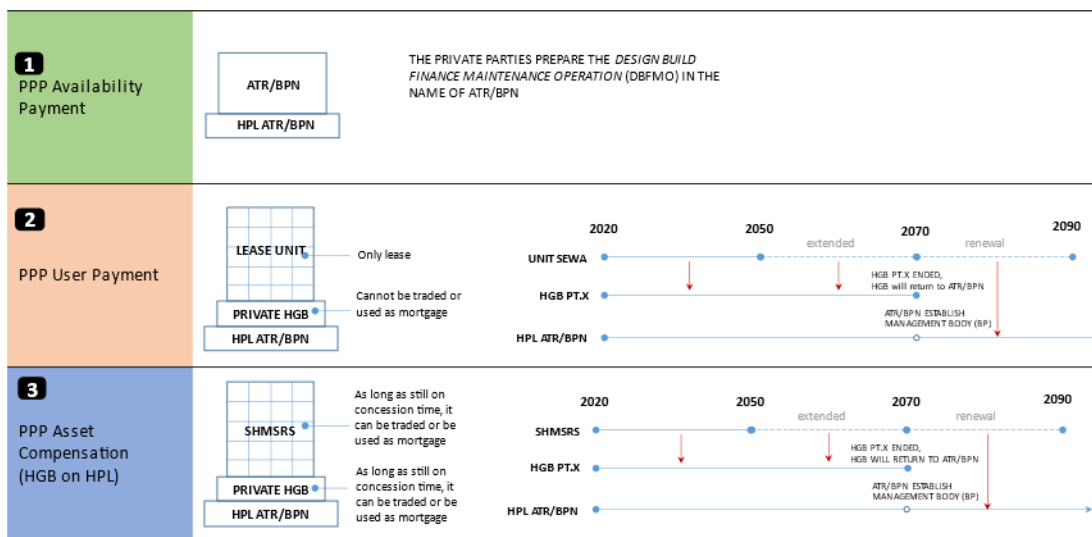 1
PPP Availability
Payment
ATR/BPN
HPL ATR/BPN
THE PRIVATE PARTIES PREPARE THE DESIGN BUILD
FINANCE MAINTENANCE OPERATION (DBFMO) IN THE
NAME OF ATR/BPN
2
PPP User Payment
LEASE UNIT
PRIVATE HGB
HPL ATR/BPN
Only lease
Cannot be traded or
used as mortgage
2020
2050
2070
2090
extended
renewal
UNIT SEWA
HGB PT.X ENDED,
HGB will return to ATR/BPN
HGB PT.X
ATR/BPN ESTABLISH
MANAGEMENT BODY (BP)
HPL ATR/BPN
3
PPP Asset
Compensation
(HGB on HPL)
SHMSRS
PRIVATE HGB
HPL ATR/BPN
As long as still on
concession time, it
can be traded or be
used as mortgage
As long as still on
concession time, it
can be traded or be
used as mortgage
2020
2050
2070
2090
extended
renewal
SHMSRS
HGB PT.X ENDED,
HGB WILL RETURN TO ATR/BPN
HGB PT.X
ATR/BPN ESTABLISH
MANAGEMENT BODY (BP)
HPL ATR/BPN